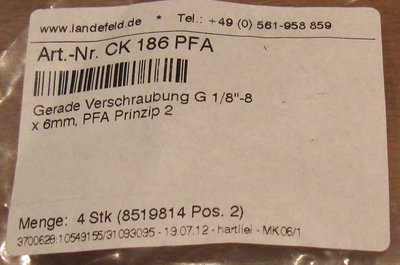 www.landefeld.de * Tel.: +49 (0) 561-958 859
Art.-Nr. CK 186 PFA
Gerade Verschraubung G 1/8"-8
x 6mm, PFA Prinzip 2
Menge: 4 Stk (8519814 Pos. 2)
3700628:10549155/31093095 - 19.07.12 - hartliei - MK06/1